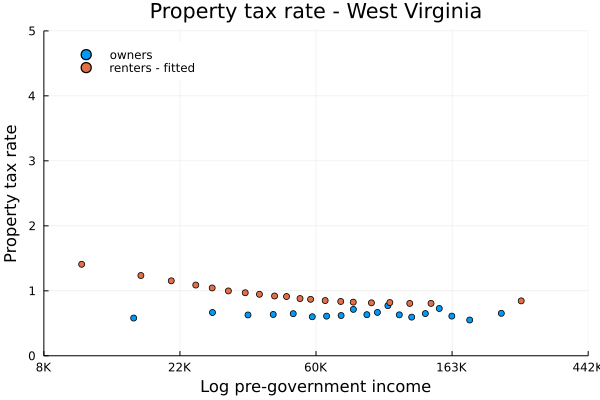 Property tax rate - West Virginia
5
owners
renters - fitted
4
3
Property tax rate
2
1
0
8K 22K 60K 163K 442K
Log pre-government income